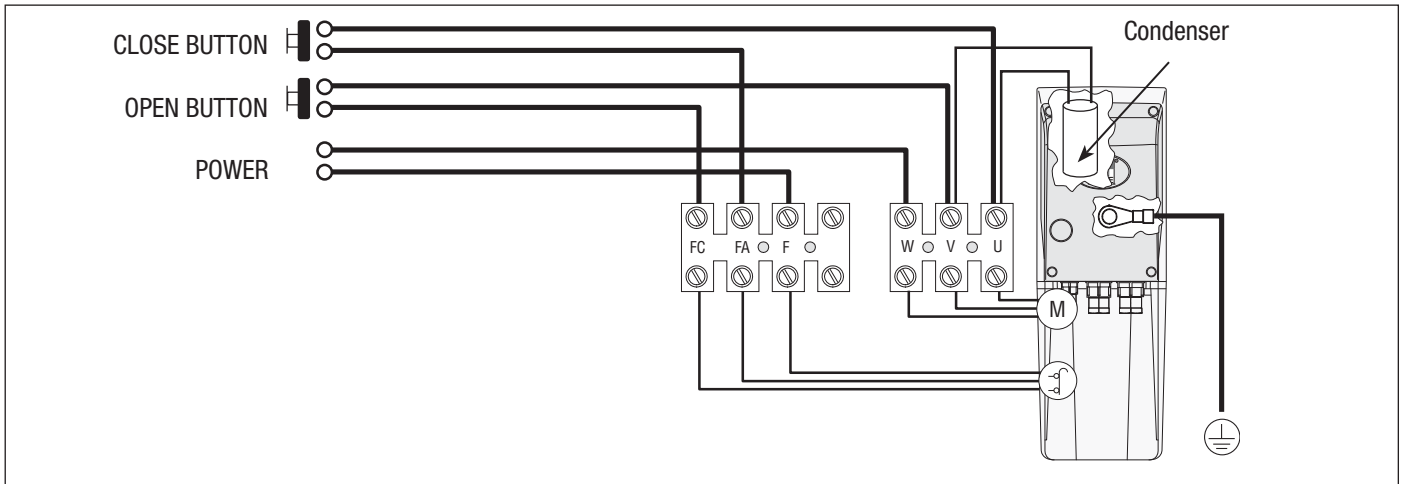 Condenser
CLOSE BUTTON
OPEN BUTTON
POWER
FC FA F
W V U
M